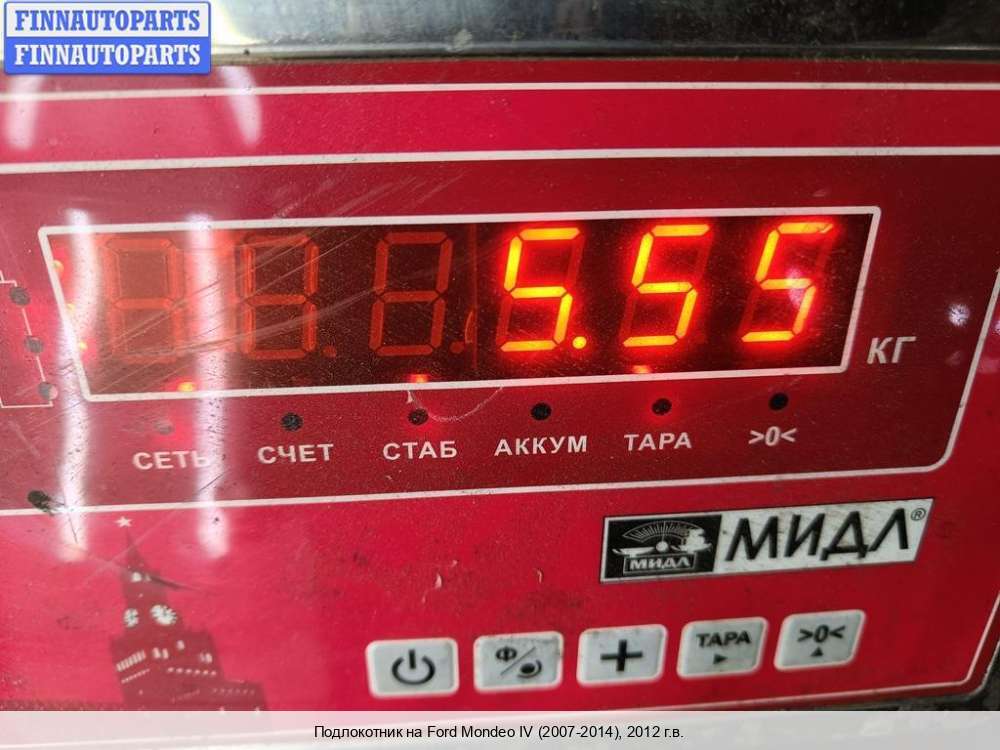 FINNAUTOPARTS
FINNAUTOPARTS
5.55
КГ
СЕТЬ СЧЕТ СТАБ АККУМ ТАРА >0<
МИДЛ МИДЛ®
Ф/ + ТАРА >0<
Подлокотник на Ford Mondeo IV (2007-2014), 2012 г.в.